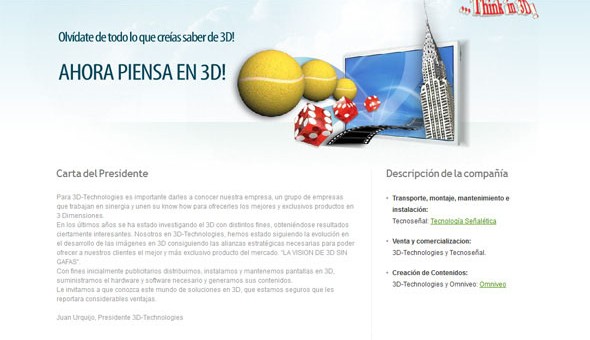 Think in 3D !
Olvídate de todo lo que creías saber de 3D!
AHORA PIENSA EN 3D!
Carta del Presidente
Para 3D-Technologies es importante darles a conocer nuestra empresa, un grupo de empresas
que trabajan en sinergia y unen su know how para ofrecerles los mejores y exclusivos productos en
3 Dimensiones.
En los últimos años se ha estado investigando el 3D con distintos fines, obteniéndose resultados
ciertamente interesantes. Nosotros en 3D-Technologies, hemos estado siguiendo la evolución en
el desarrollo de las imágenes en 3D consiguiendo las alianzas estratégicas necesarias para poder
ofrecer a nuestros clientes el mejor y más exclusivo producto del mercado. "LA VISIÓN DE 3D SIN
GAFAS".
Con fines inicialmente publicitarios distribuimos, instalamos y mantenemos pantallas en 3D,
suministramos el hardware y software necesario y generamos sus contenidos.
Le invitamos a que conozca este mundo de soluciones en 3D, que estamos seguros que les
reportara considerables ventajas.
Juan Urquijo, Presidente 3D-Technologies
Descripción de la compañía
Transporte, montaje, mantenimiento e
instalación:
Tecnoseñal: Tecnología Señalética
Venta y comercializacion:
3D-Technologies y Tecnoseñal.
Creación de Contenidos:
3D-Technologies y Omniveo: Omniveo